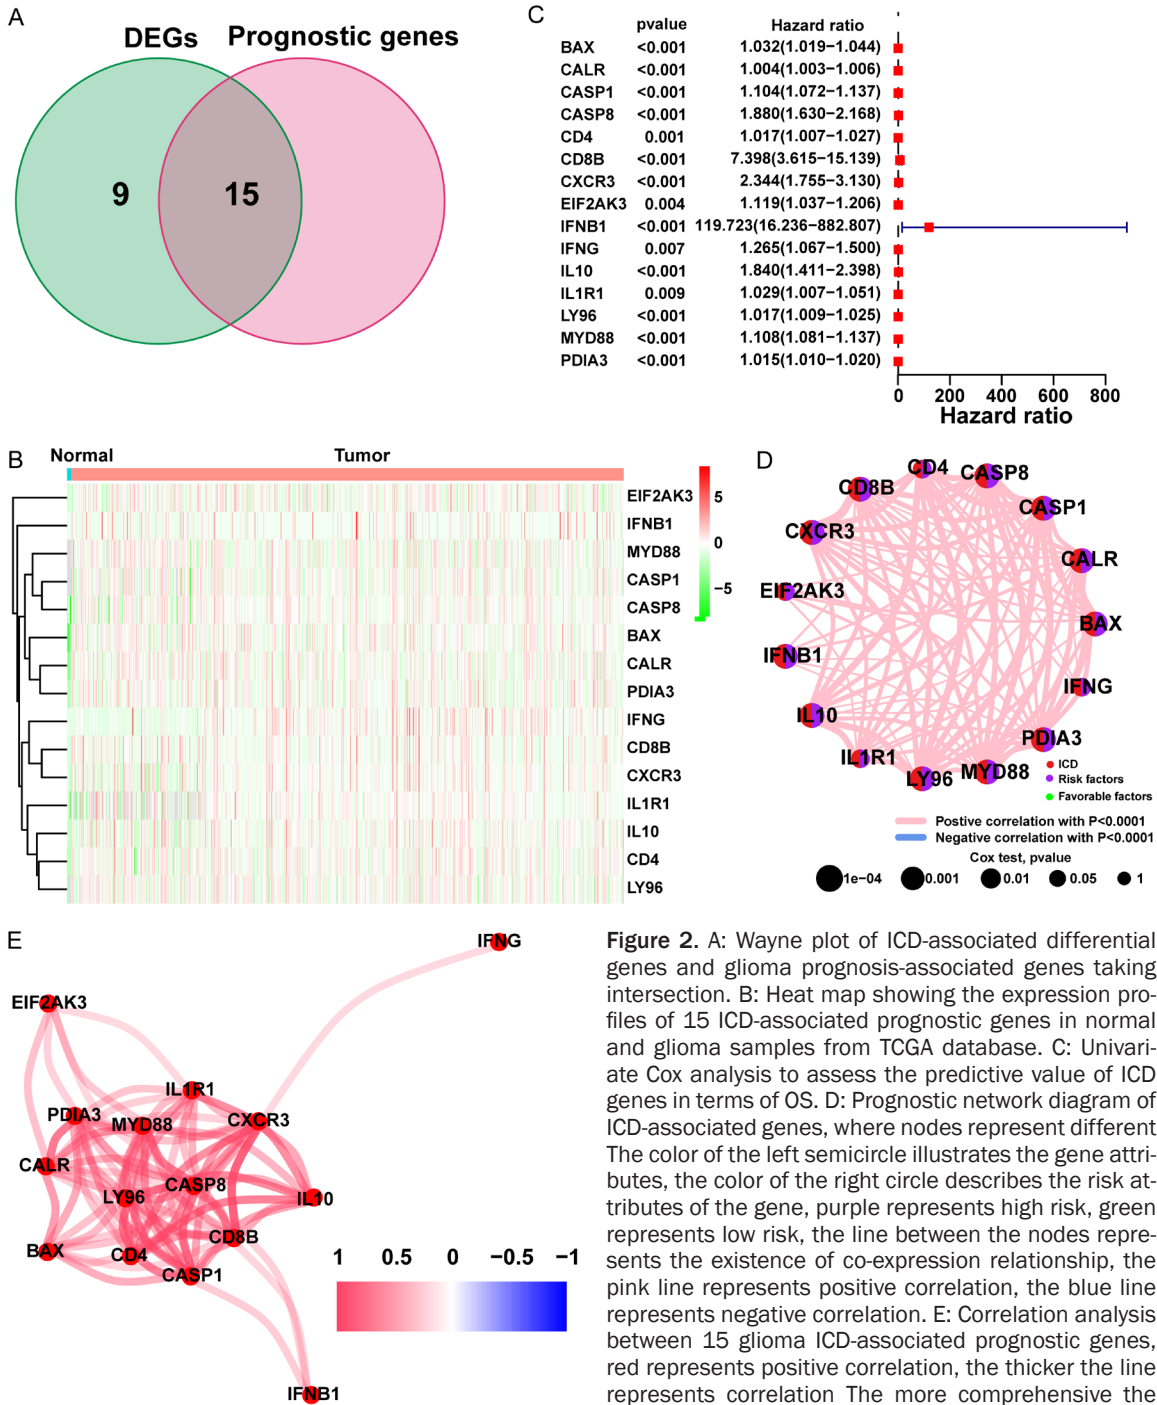 A
DEGs Prognostic genes
9 15
C
pvalue Hazard ratio
BAX <0.001 1.032(1.019−1.044)
CALR <0.001 1.004(1.003−1.006)
CASP1 <0.001 1.104(1.072−1.137)
CASP8 <0.001 1.880(1.630−2.168)
CD4 0.001 1.017(1.007−1.027)
CD8B <0.001 7.398(3.615−15.139)
CXCR3 <0.001 2.344(1.755−3.130)
EIF2AK3 0.004 1.119(1.037−1.206)
IFNB1 <0.001 119.723(16.236−882.807)
IFNG 0.007 1.265(1.067−1.500)
IL10 <0.001 1.840(1.411−2.398)
IL1R1 0.009 1.029(1.007−1.051)
LY96 <0.001 1.017(1.009−1.025)
MYD88 <0.001 1.108(1.081−1.137)
PDIA3 <0.001 1.015(1.010−1.020)
0 200 400 600 800
Hazard ratio
B
Normal Tumor
EIF2AK3
IFNB1
MYD88
CASP1
CASP8
BAX
CALR
PDIA3
IFNG
CD8B
CXCR3
IL1R1
IL10
CD4
LY96
5
0
−5
D
CD4
CASP8
CD8B
CASP1
CXCR3
CALR
EIF2AK3
BAX
IFNB1
IFNG
IL10
PDIA3
IL1R1
LY96
MYD88
ICD
Risk factors
Favorable factors
Postive correlation with P<0.0001
Negative correlation with P<0.0001
Cox test, pvalue
1e−04 0.001 0.01 0.05 1
E
IFNG
EIF2AK3
IL1R1
PDIA3
MYD88
CXCR3
CALR
CASP8
LY96
IL10
CD8B
BAX
CD4
CASP1
IFNB1
1 0.5 0 −0.5 −1
Figure 2. A: Wayne plot of ICD-associated differential
genes and glioma prognosis-associated genes taking
intersection. B: Heat map showing the expression pro-
files of 15 ICD-associated prognostic genes in normal
and glioma samples from TCGA database. C: Univari-
ate Cox analysis to assess the predictive value of ICD
genes in terms of OS. D: Prognostic network diagram of
ICD-associated genes, where nodes represent different
The color of the left semicircle illustrates the gene attri-
butes, the color of the right circle describes the risk at-
tributes of the gene, purple represents high risk, green
represents low risk, the line between the nodes repre-
sents the existence of co-expression relationship, the
pink line represents positive correlation, the blue line
represents negative correlation. E: Correlation analysis
between 15 glioma ICD-associated prognostic genes,
red represents positive correlation, the thicker the line
represents correlation The more comprehensive the